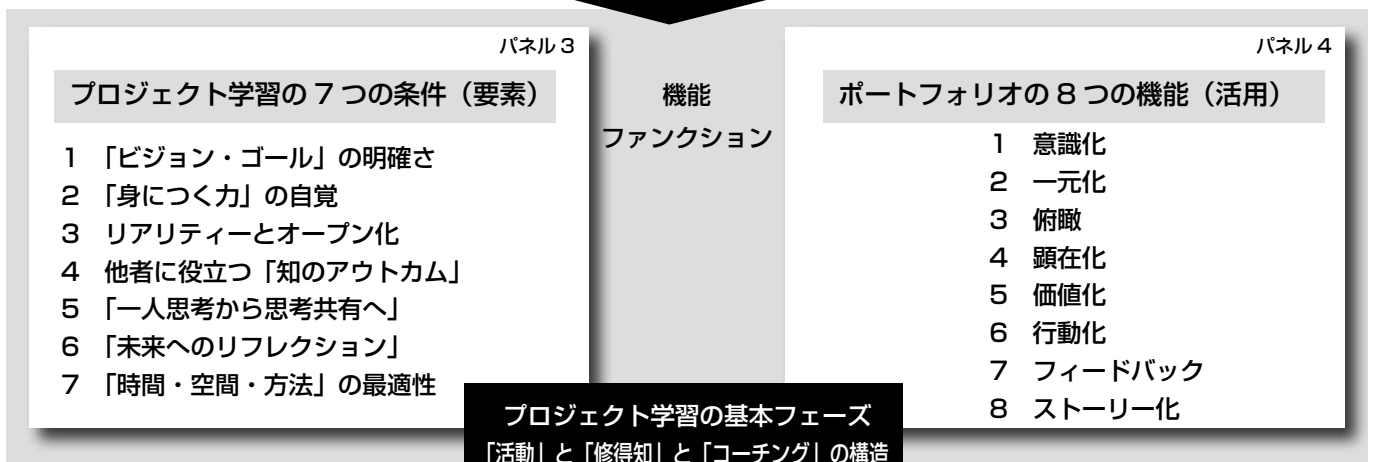 パネル 3
プロジェクト学習の 7 つの条件（要素）
1 「ビジョン・ゴール」の明確さ
2 「身につく力」の自覚
3 リアリティーとオープン化
4 他者に役立つ「知のアウトカム」
5 「一人思考から思考共有へ」
6 「未来へのリフレクション」
7 「時間・空間・方法」の最適性
機能
ファンクション
パネル 4
ポートフォリオの 8 つの機能（活用）
1 意識化
2 一元化
3 俯瞰
4 顕在化
5 価値化
6 行動化
7 フィードバック
8 ストーリー化
プロジェクト学習の基本フェーズ
「活動」と「修得知」と「コーチング」の構造